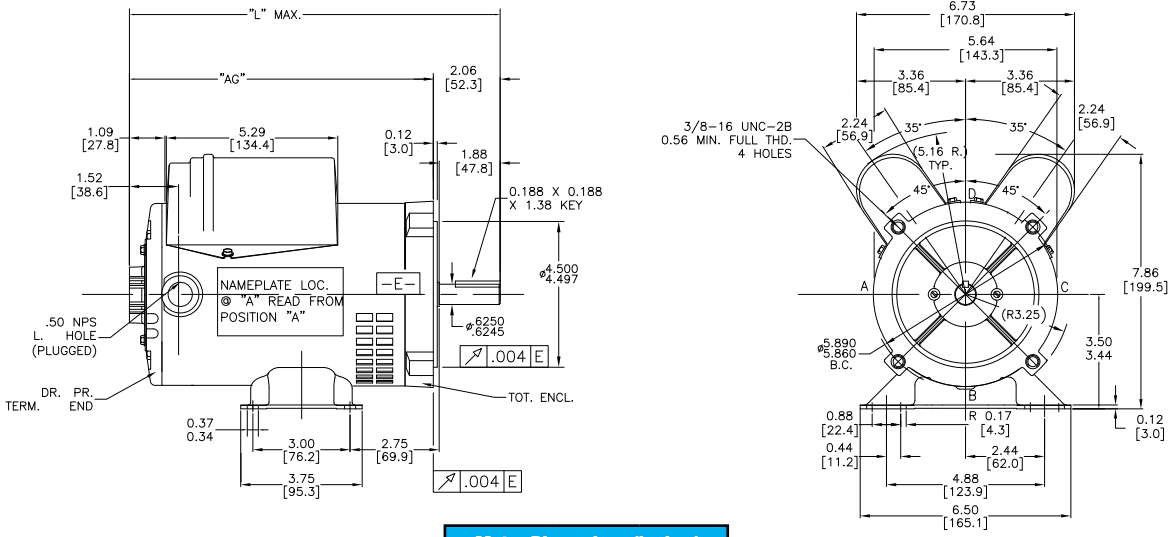 "L" MAX.
"AG"
2.06
[52.3]
1.09
[27.8]
5.29
[134.4]
0.12
[3.0]
1.88
[47.8]
1.52
[38.6]
0.188 X 0.188
X 1.38 KEY
NAMEPLATE LOC.
@ "A" READ FROM
POSITION "A"
-E-
ø4.500
4.497
ø.6250
.6245
.50 NPS
L. HOLE
(PLUGGED)
.004 E
DR. PR.
TERM. END
TOT. ENCL.
0.37
0.34
3.00
[76.2]
2.75
[69.9]
3.75
[95.3]
.004 E
6.73
[170.8]
5.64
[143.3]
3.36
[85.4]
3.36
[85.4]
2.24
[56.9]
2.24
[56.9]
35°
35°
3/8-16 UNC-2B
0.56 MIN. FULL THD.
4 HOLES
(5.16 R.)
TYP.
45°
45°
D
A
C
7.86
[199.5]
(R3.25)
ø5.890
5.860
B.C.
3.50
3.44
B
0.88
[22.4]
R 0.17
[4.3]
0.12
[3.0]
0.44
[11.2]
2.44
[62.0]
4.88
[123.9]
6.50
[165.1]